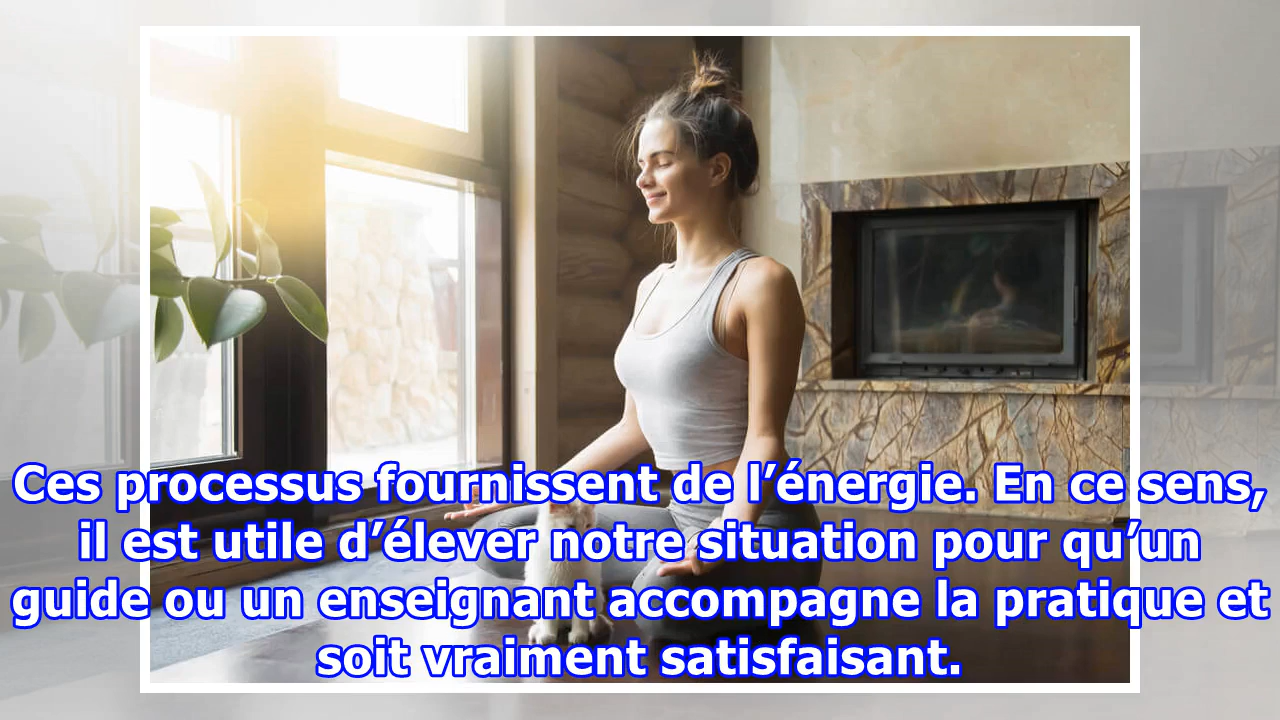 Ces processus fournissent de l’énergie. En ce sens,
il est utile d’élever notre situation pour qu’un
guide ou un enseignant accompagne la pratique et
soit vraiment satisfaisant.